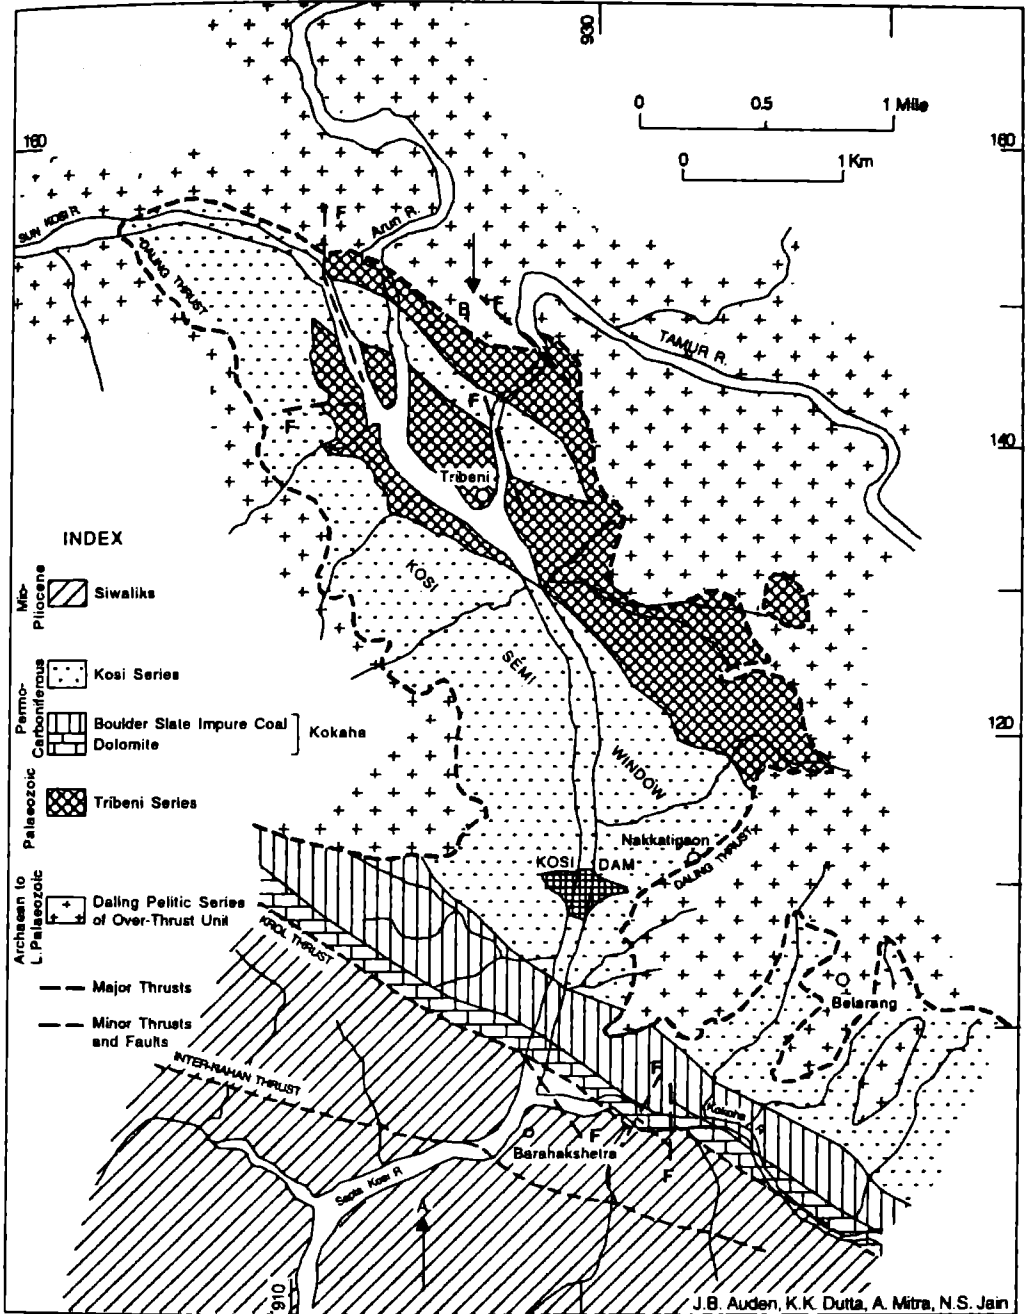 930
0 0.5 1 Mile
0 1 Km
160
160
SUN KOSI R.
Arun R.
F
DALING THRUST
B
F
TAMUR R.
F
F
140
Tribeni
KOSI
SEMI
WINDOW
INDEX
Mio-
Pliocene
Siwaliks
Permo-
Carboniferous
Kosi Series
Boulder Slate Impure Coal
Dolomite
Kokaha
Palaeozoic
Tribeni Series
Archaean to
L. Palaeozoic
Daling Pelitic Series
of Over-Thrust Unit
Major Thrusts
Minor Thrusts
and Faults
120
Nakkatigaon
KOSI DAM
DALING THRUST
KROL THRUST
Belarang
INTER-NAHAN THRUST
F
Kokaha R.
F
Barahakshetra
F
Sapta Kosi R
A
910
J.B. Auden, K.K. Dutta, A. Mitra, N.S. Jain